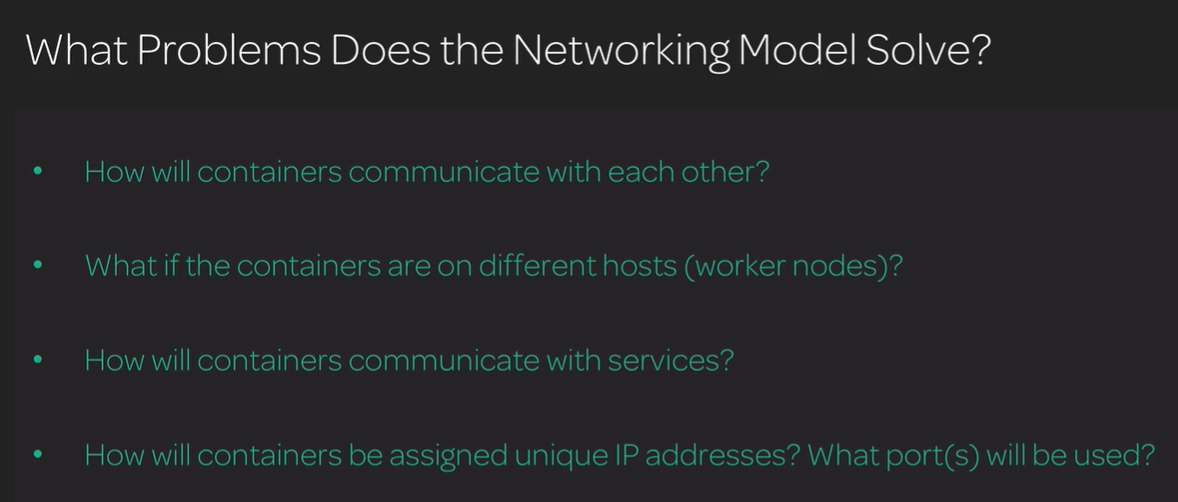 What Problems Does the Networking Model Solve?
• How will containers communicate with each other?
• What if the containers are on different hosts (worker nodes)?
• How will containers communicate with services?
• How will containers be assigned unique IP addresses? What port(s) will be used?